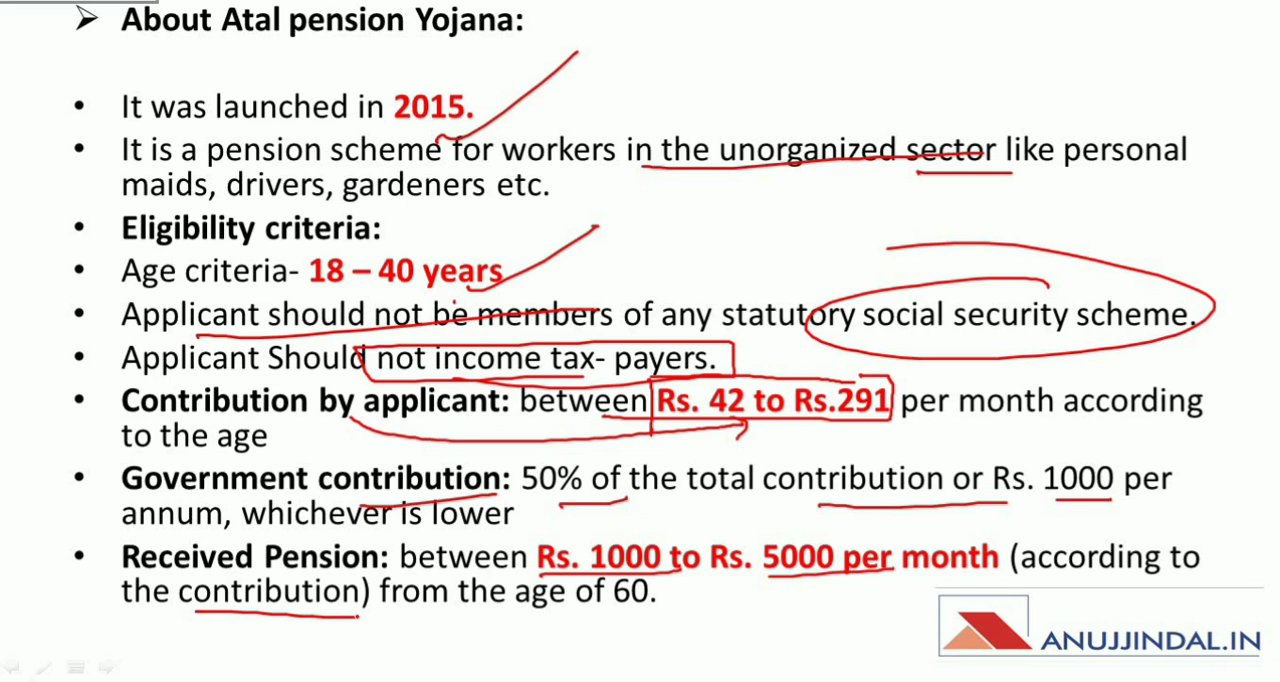 ➤ About Atal pension Yojana:
• It was launched in 2015.
• It is a pension scheme for workers in the unorganized sector like personal
maids, drivers, gardeners etc.
• Eligibility criteria:
• Age criteria- 18 – 40 years
• Applicant should not be members of any statutory social security scheme.
• Applicant Should not income tax- payers.
• Contribution by applicant: between Rs. 42 to Rs.291 per month according
to the age
• Government contribution: 50% of the total contribution or Rs. 1000 per
annum, whichever is lower
• Received Pension: between Rs. 1000 to Rs. 5000 per month (according to
the contribution) from the age of 60.
ANUJJINDAL.IN